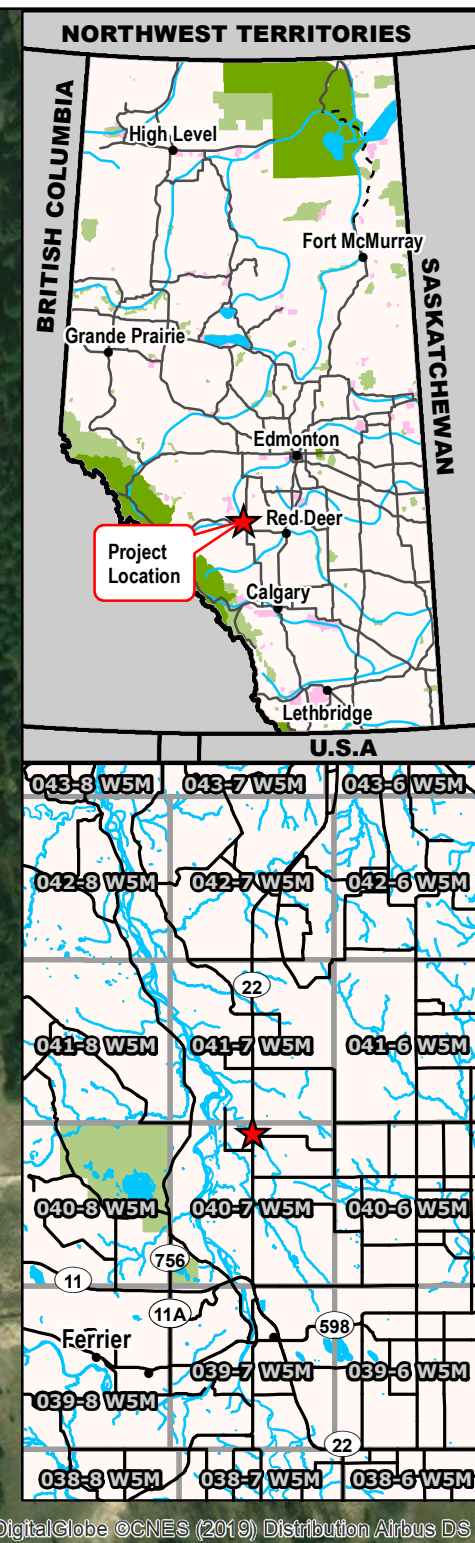 NORTHWEST TERRITORIES
BRITISH COLUMBIA
High Level
Fort McMurray
SASKATCHEWAN
Grande Prairie
Edmonton
Red Deer
Project
Location
Calgary
Lethbridge
U.S.A
043-8 W5M
043-7 W5M
043-6 W5M
042-8 W5M
042-7 W5M
042-6 W5M
22
041-8 W5M
041-7 W5M
041-6 W5M
040-8 W5M
040-7 W5M
040-6 W5M
756
11
11A
598
Ferrier
039-7 W5M
039-6 W5M
039-8 W5M
22
038-8 W5M
038-7 W5M
038-6 W5M
DigitalGlobe ©CNES (2019) Distribution Airbus DS